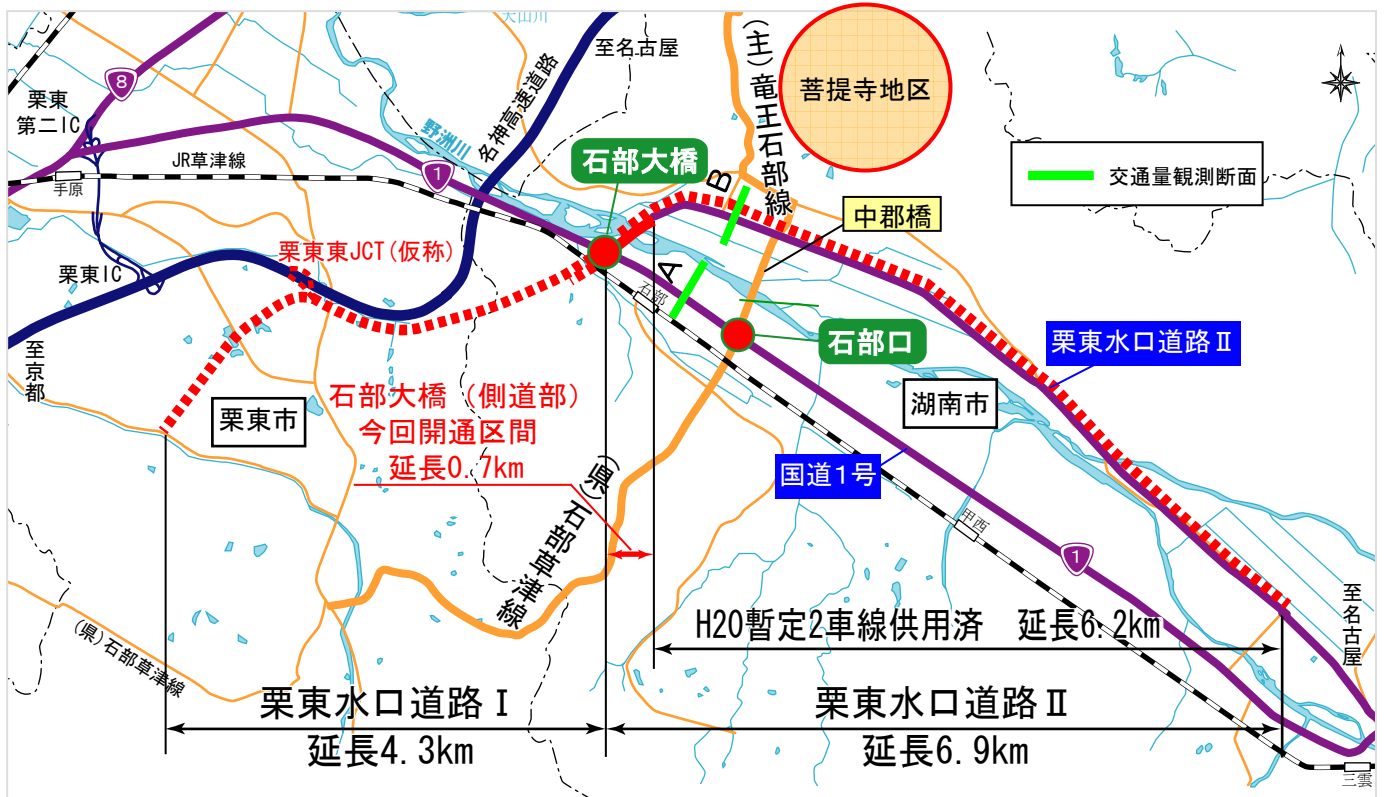 大山川
至名古屋
8
栗東
第二IC
名神高速道路
(主)竜王石部線
菩提寺地区
野洲川
JR草津線
手原
1
石部大橋
B
交通量観測断面
中郡橋
栗東東JCT(仮称)
栗東IC
A
石部
石部口
栗東水口道路Ⅱ
至京都
石部大橋(側道部)
今回開通区間
延長0.7km
栗東市
湖南市
国道1号
(県)石部草津線
甲西
1
至名古屋
H20暫定2車線供用済 延長6.2km
(県)石部草津線
栗東水口道路Ⅰ
延長4.3km
栗東水口道路Ⅱ
延長6.9km
三雲